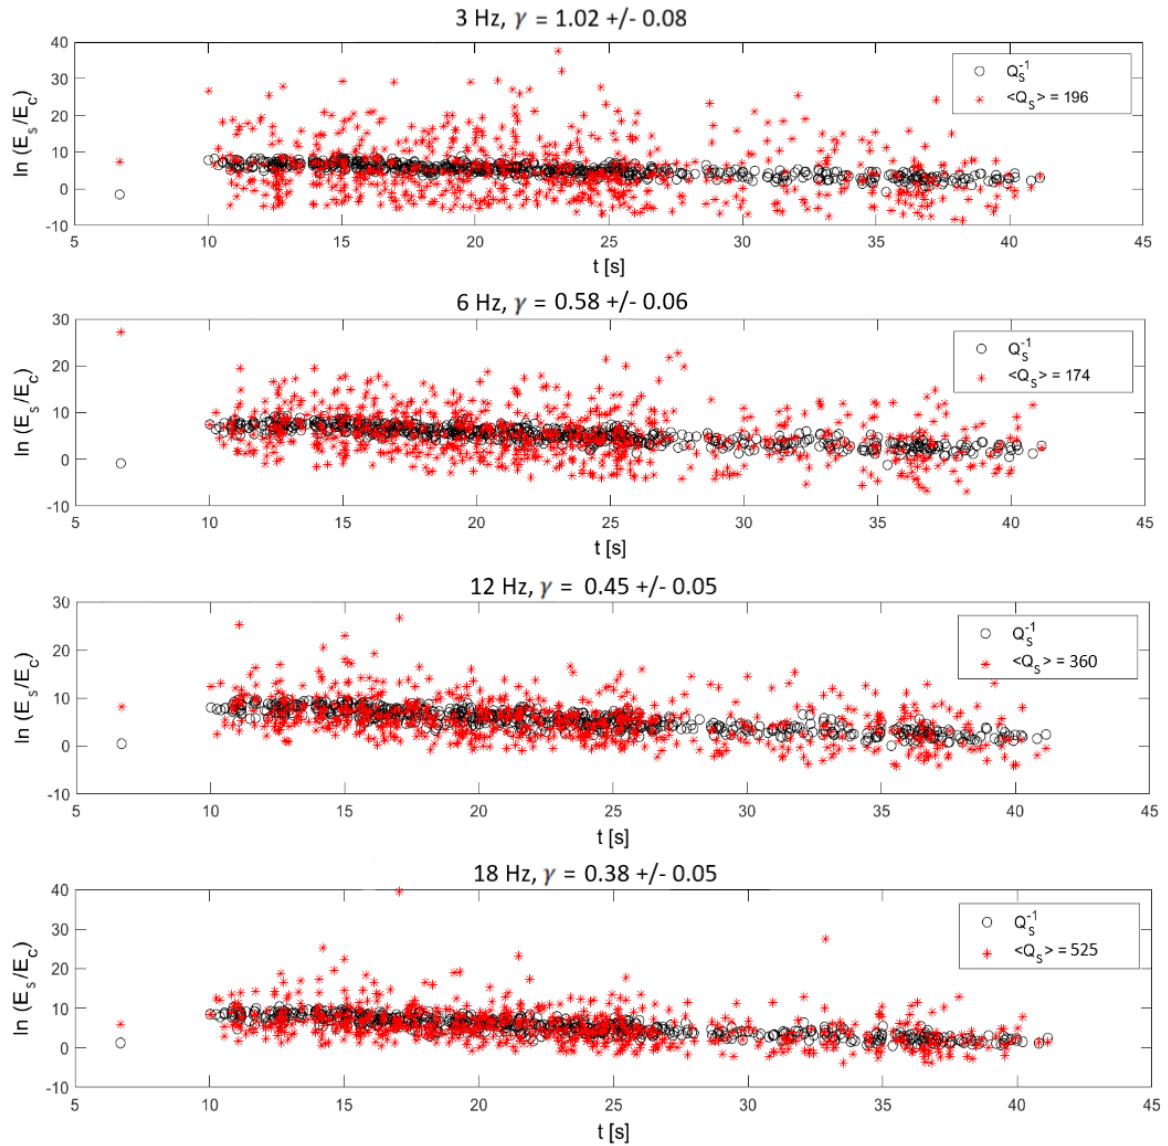 3 Hz, γ = 1.02 +/- 0.08
40
30
20
10
0
-10
ln (E_s/E_c)
Q_s^-1
<Q_s> = 196
5 10 15 20 25 30 35 40 45
t [s]
6 Hz, γ = 0.58 +/- 0.06
30
20
10
0
-10
ln (E_s/E_c)
Q_s^-1
<Q_s> = 174
5 10 15 20 25 30 35 40 45
t [s]
12 Hz, γ = 0.45 +/- 0.05
30
20
10
0
-10
ln (E_s/E_c)
Q_s^-1
<Q_s> = 360
5 10 15 20 25 30 35 40 45
t [s]
18 Hz, γ = 0.38 +/- 0.05
40
30
20
10
0
-10
ln (E_s/E_c)
Q_s^-1
<Q_s> = 525
5 10 15 20 25 30 35 40 45
t [s]